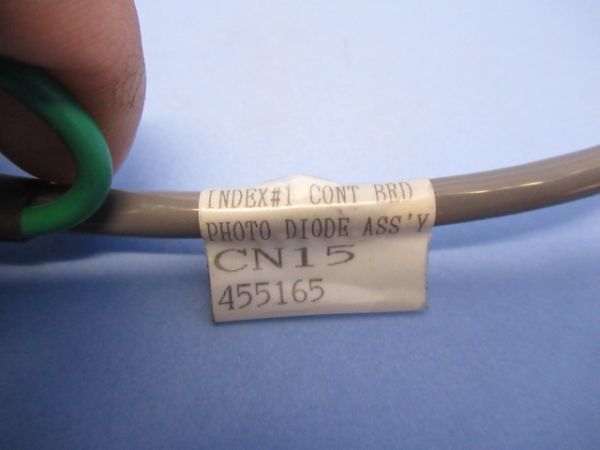 INDEX#1 CONT BRD
PHOTO DIODE ASS'Y
CN15
455165